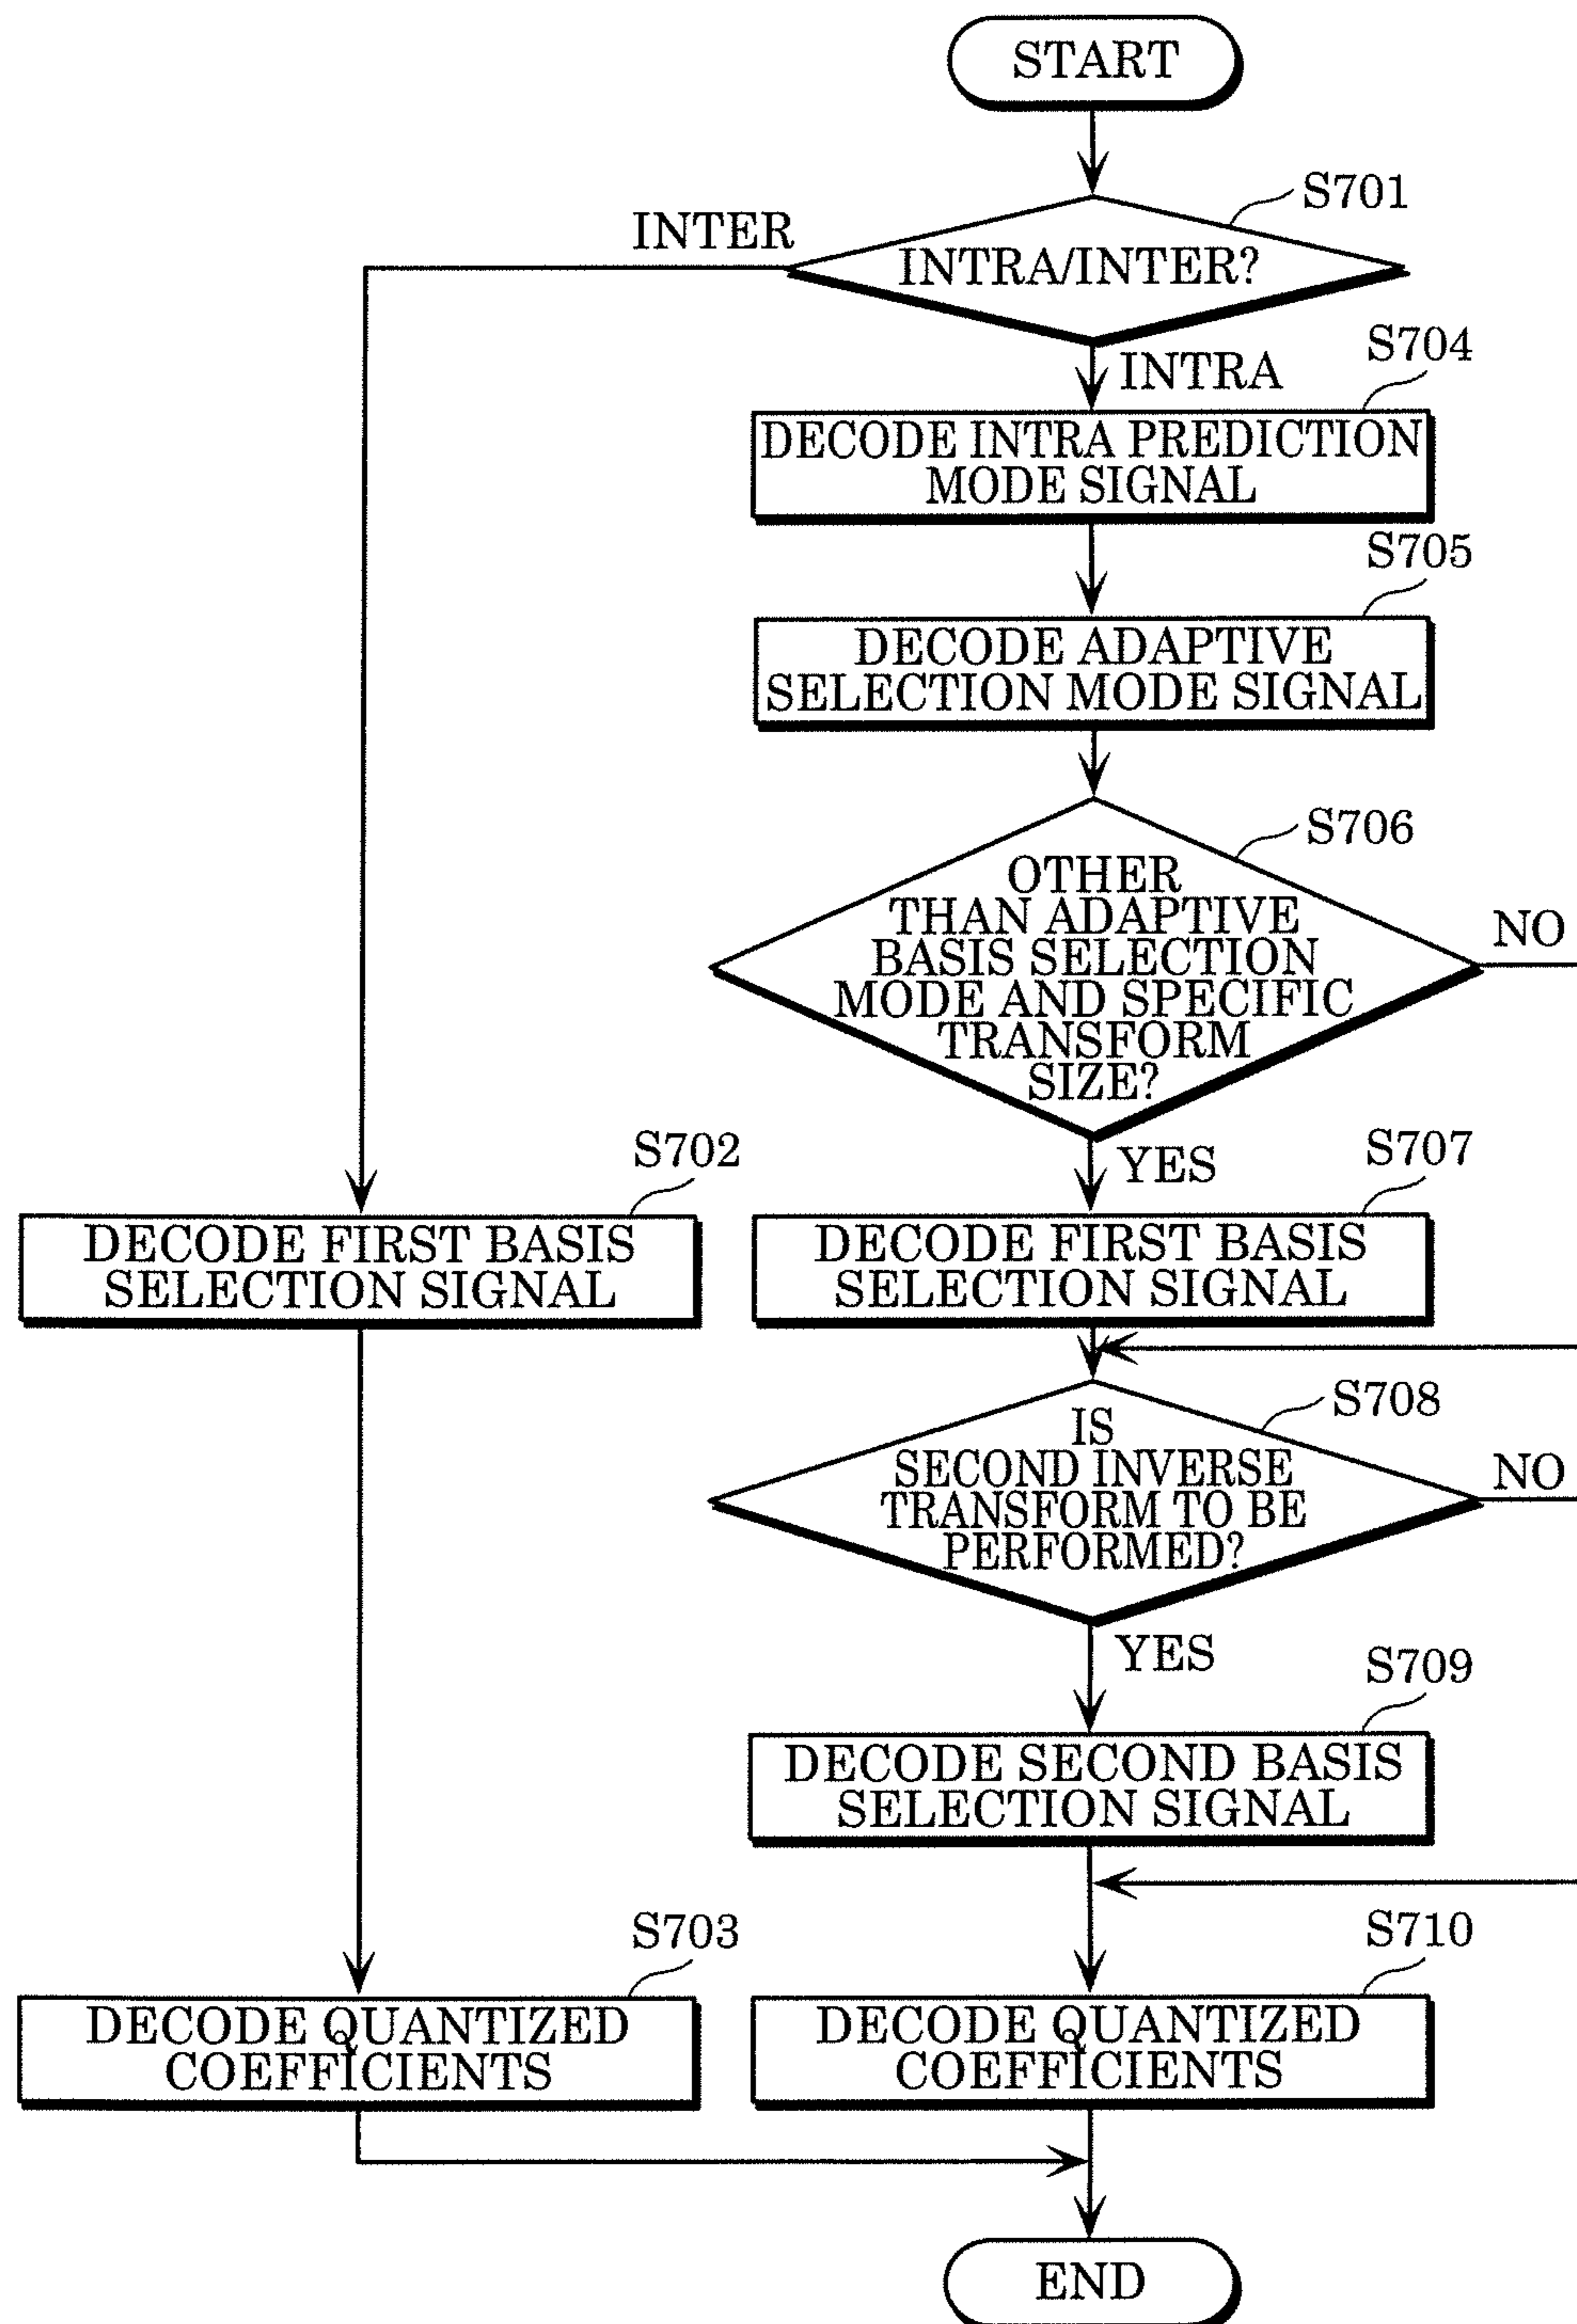 START
S701
INTER
INTRA/INTER?
S704
INTRA
DECODE INTRA PREDICTION
MODE SIGNAL
S705
DECODE ADAPTIVE
SELECTION MODE SIGNAL
S706
OTHER
THAN ADAPTIVE
BASIS SELECTION
MODE AND SPECIFIC
TRANSFORM
SIZE?
NO
S702
YES
S707
DECODE FIRST BASIS
SELECTION SIGNAL
DECODE FIRST BASIS
SELECTION SIGNAL
S708
IS
SECOND INVERSE
TRANSFORM TO BE
PERFORMED?
NO
YES
S709
DECODE SECOND BASIS
SELECTION SIGNAL
S703
S710
DECODE QUANTIZED
COEFFICIENTS
DECODE QUANTIZED
COEFFICIENTS
END